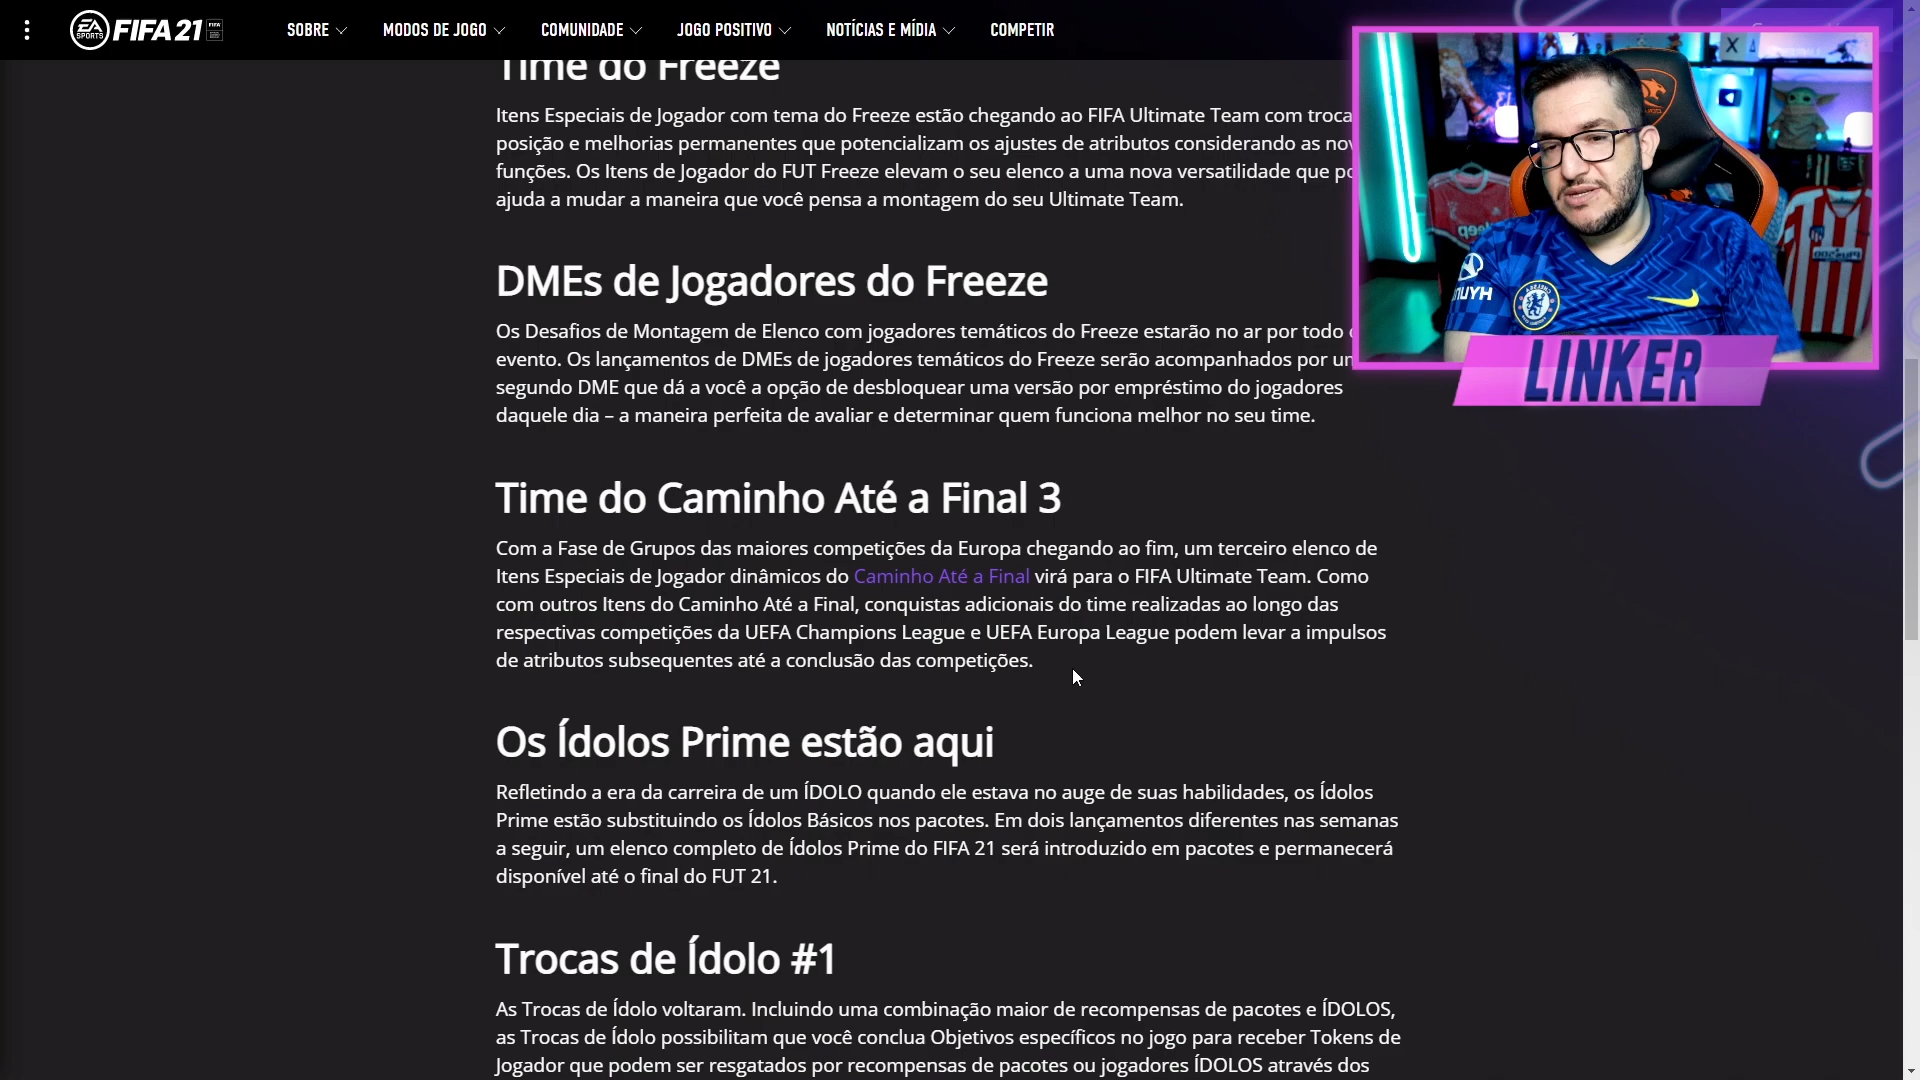 EA SPORTS FIFA 21
SOBRE
MODOS DE JOGO
COMUNIDADE
JOGO POSITIVO
NOTÍCIAS E MÍDIA
COMPETIR
Time do Freeze
Itens Especiais de Jogador com tema do Freeze estão chegando ao FIFA Ultimate Team com troca
posição e melhorias permanentes que potencializam os ajustes de atributos considerando as
funções. Os Itens de Jogador do FUT Freeze elevam o seu elenco a uma nova versatilidade que
ajuda a mudar a maneira que você pensa a montagem do seu Ultimate Team.
DMEs de Jogadores do Freeze
Os Desafios de Montagem de Elenco com jogadores temáticos do Freeze estarão no ar por todo
evento. Os lançamentos de DMEs de jogadores temáticos do Freeze serão acompanhados por
segundo DME que dá a você a opção de desbloquear uma versão por empréstimo do jogadores
daquele dia – a maneira perfeita de avaliar e determinar quem funciona melhor no seu time.
LINKER
Time do Caminho Até a Final 3
Com a Fase de Grupos das maiores competições da Europa chegando ao fim, um terceiro elenco de
Itens Especiais de Jogador dinâmicos do Caminho Até a Final virá para o FIFA Ultimate Team. Como
com outros Itens do Caminho Até a Final, conquistas adicionais do time realizadas ao longo das
respectivas competições da UEFA Champions League e UEFA Europa League podem levar a impulsos
de atributos subsequentes até a conclusão das competições.
Os Ídolos Prime estão aqui
Refletindo a era da carreira de um ÍDOLO quando ele estava no auge de suas habilidades, os Ídolos
Prime estão substituindo os Ídolos Básicos nos pacotes. Em dois lançamentos diferentes nas semanas
a seguir, um elenco completo de Ídolos Prime do FIFA 21 será introduzido em pacotes e permanecerá
disponível até o final do FUT 21.
Trocas de Ídolo #1
As Trocas de Ídolo voltaram. Incluindo uma combinação maior de recompensas de pacotes e ÍDOLOS,
as Trocas de Ídolo possibilitam que você conclua Objetivos específicos no jogo para receber Tokens de
Jogador que podem ser resgatados por recompensas de pacotes ou jogadores ÍDOLOS através dos